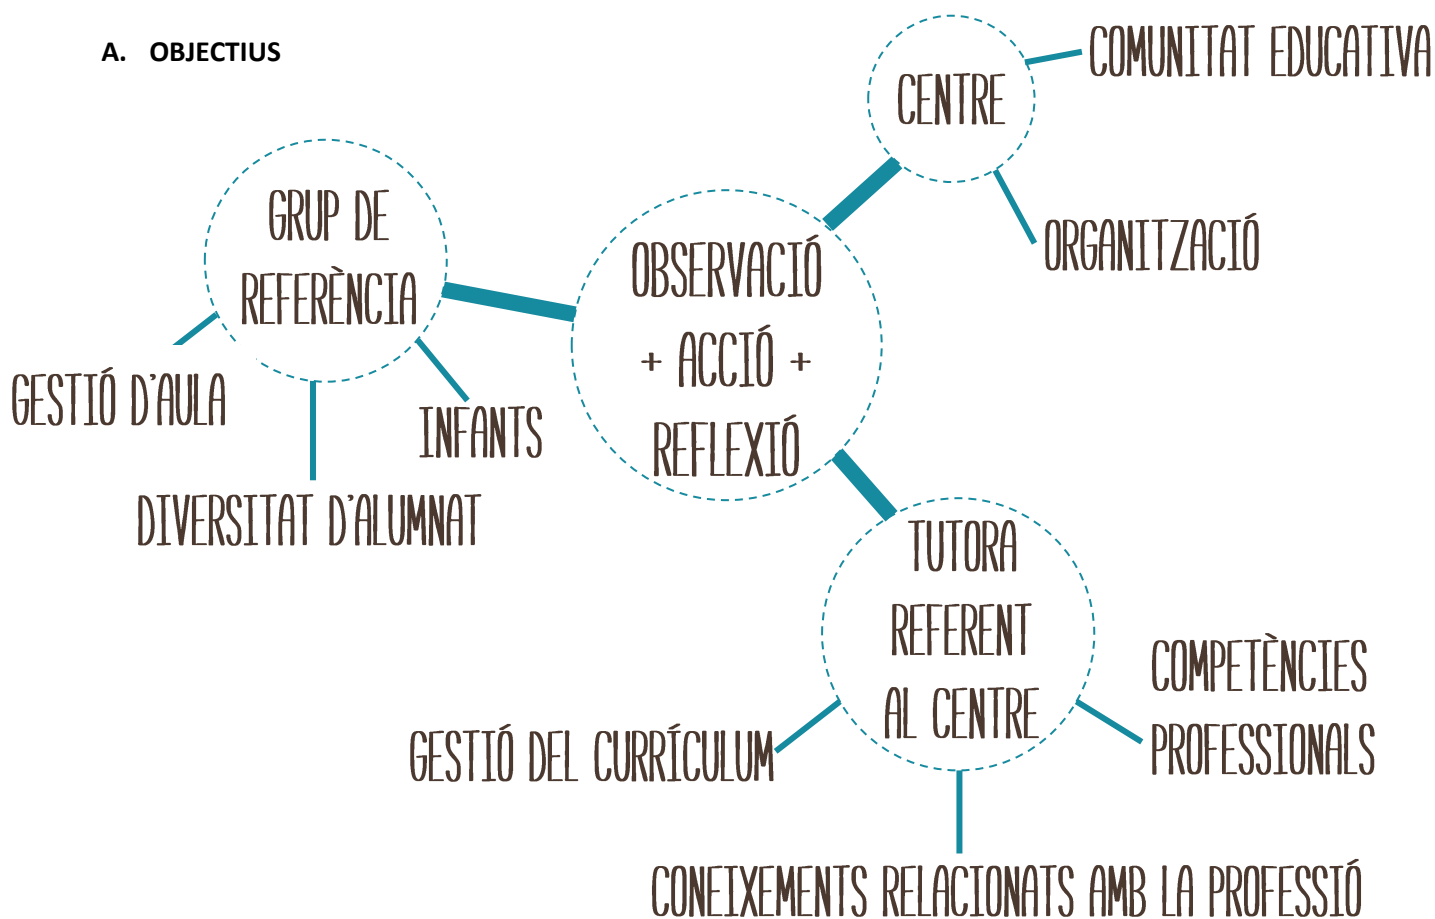 A. OBJECTIUS
COMUNITAT EDUCATIVA
CENTRE
ORGANITZACIÓ
GRUP DE
REFERÈNCIA
OBSERVACIÓ
+ ACCIÓ +
REFLEXIÓ
GESTIÓ D'AULA
INFANTS
DIVERSITAT D'ALUMNAT
TUTORA
REFERENT
AL CENTRE
COMPETÈNCIES
PROFESSIONALS
GESTIÓ DEL CURRÍCULUM
CONEIXEMENTS RELACIONATS AMB LA PROFESSIÓ